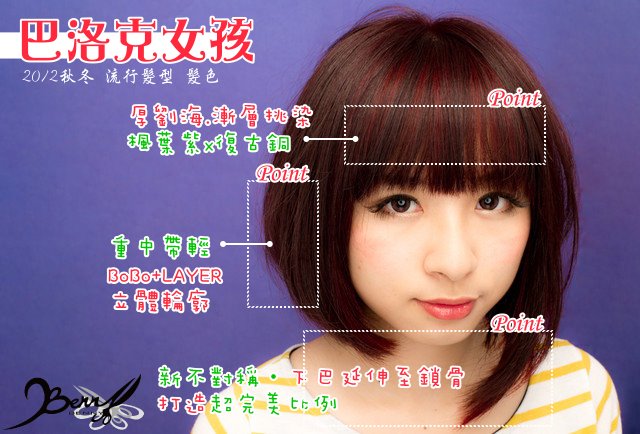 巴洛克女孩
2012秋冬 流行髮型 髮色
Point
厚劉海.漸層挑染
楓葉紫x復古銅
Point
重中帶輕
BoBo+LAYER
立體輪廓
Point
新不對稱・下巴延伸至鎖骨
打造超完美比例